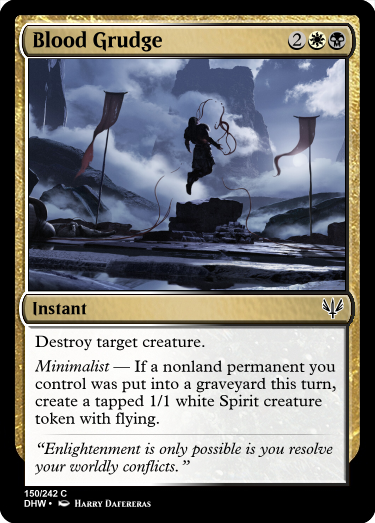 Blood Grudge 2
Instant
Destroy target creature.
Minimalist — If a nonland permanent you
control was put into a graveyard this turn,
create a tapped 1/1 white Spirit creature
token with flying.
“Enlightenment is only possible is you resolve
your worldly conflicts.”
150/242 C
DHW • Harry Dafereras